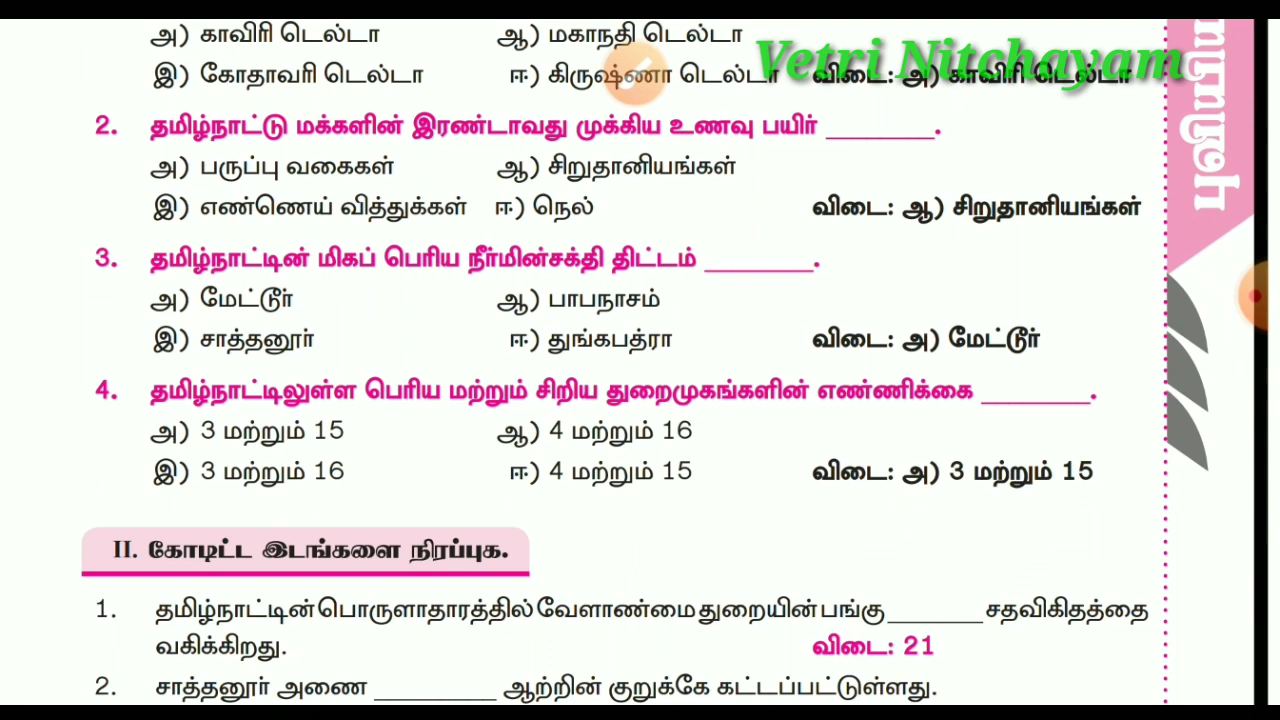 அ) காவிரி டெல்டா ஆ) மகாநதி டெல்டா
Vetri Nitchayam
இ) கோதாவரி டெல்டா ஈ) கிருஷ்ணா டெல்டா விடை: அ) காவிரி டெல்டா
2. தமிழ்நாட்டு மக்களின் இரண்டாவது முக்கிய உணவு பயிர் ________.
அ) பருப்பு வகைகள் ஆ) சிறுதானியங்கள்
இ) எண்ணெய் வித்துக்கள் ஈ) நெல் விடை: ஆ) சிறுதானியங்கள்
3. தமிழ்நாட்டின் மிகப் பெரிய நீர்மின்சக்தி திட்டம் ________.
அ) மேட்டூர் ஆ) பாபநாசம்
இ) சாத்தனூர் ஈ) துங்கபத்ரா விடை: அ) மேட்டூர்
4. தமிழ்நாட்டிலுள்ள பெரிய மற்றும் சிறிய துறைமுகங்களின் எண்ணிக்கை ________.
அ) 3 மற்றும் 15 ஆ) 4 மற்றும் 16
இ) 3 மற்றும் 16 ஈ) 4 மற்றும் 15 விடை: அ) 3 மற்றும் 15
II. கோடிட்ட இடங்களை நிரப்புக.
1. தமிழ்நாட்டின் பொருளாதாரத்தில் வேளாண்மை துறையின் பங்கு _______ சதவிகிதத்தை
வகிக்கிறது. விடை: 21
2. சாத்தனூர் அணை _________ ஆற்றின் குறுக்கே கட்டப்பட்டுள்ளது.